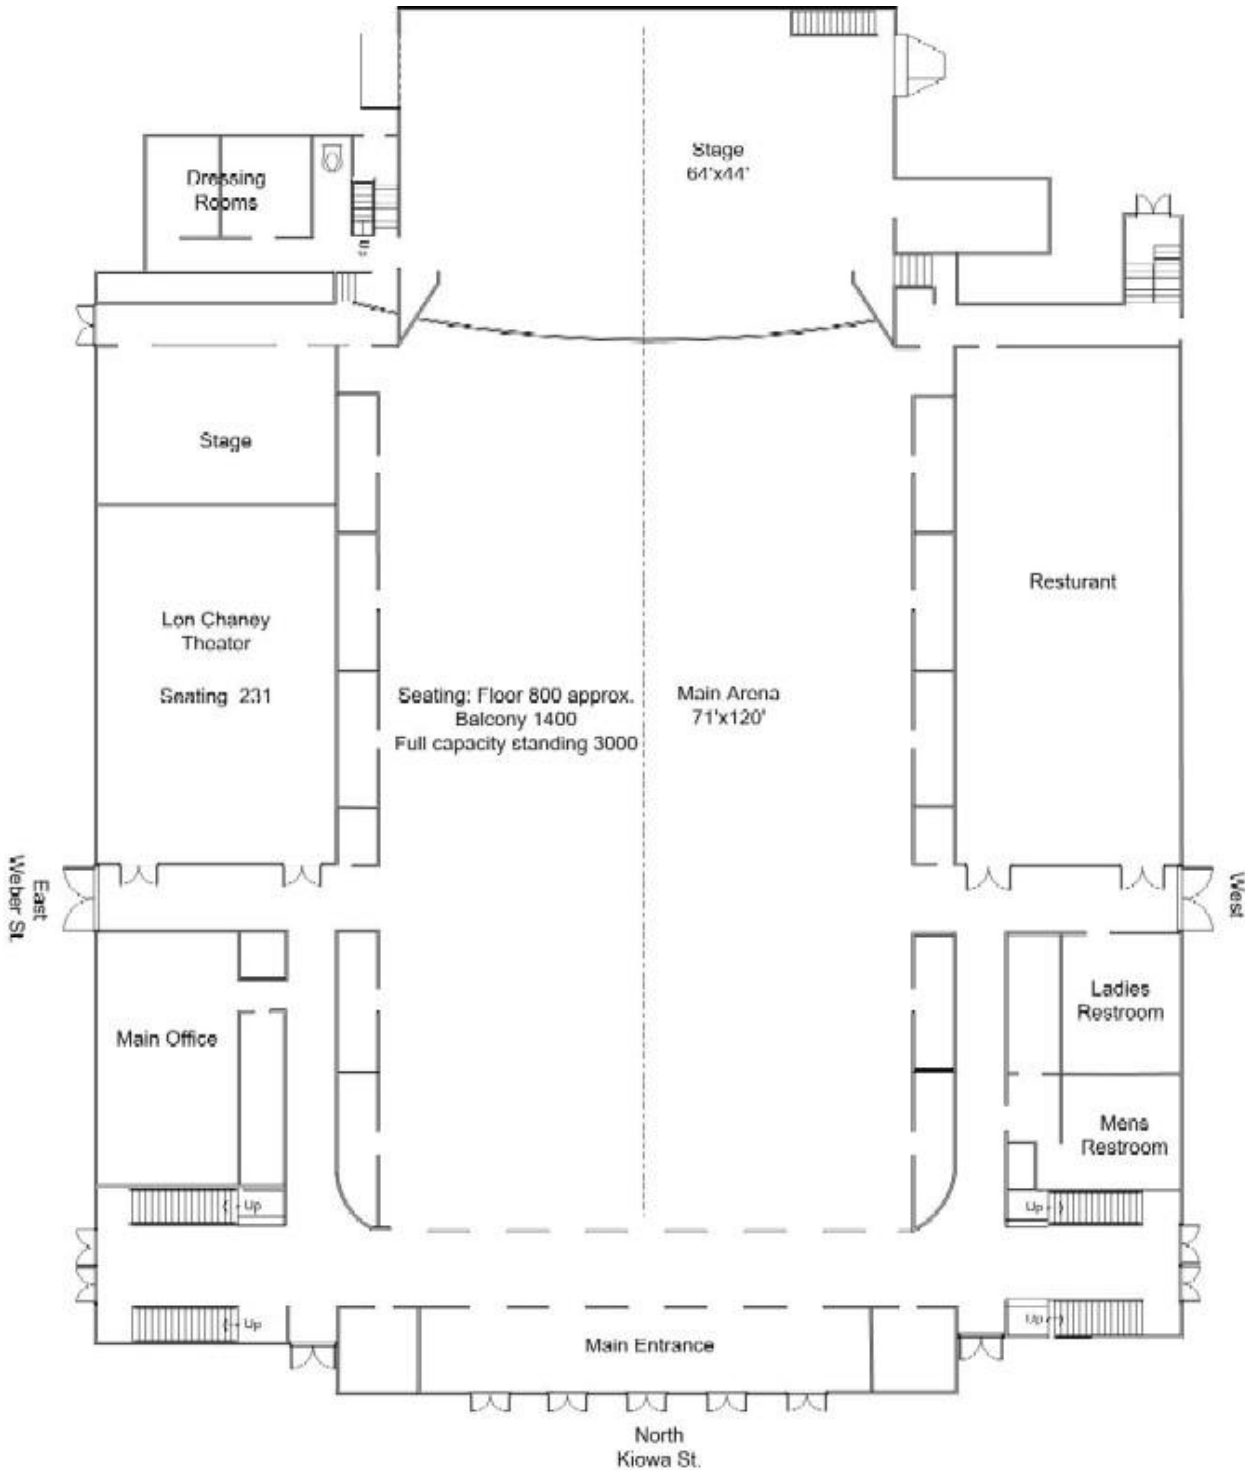 Stage
64'x44'
Dressing
Rooms
Up
Stage
Lon Chaney
Theater
Seating 231
Seating: Floor 800 approx.
Balcony 1400
Full capacity standing 3000
Main Arena
71'x120'
Resturant
East
Weber St.
West
Main Office
Ladies
Restroom
Mens
Restroom
Up
Up
Up
Up
Main Entrance
North
Kiowa St.